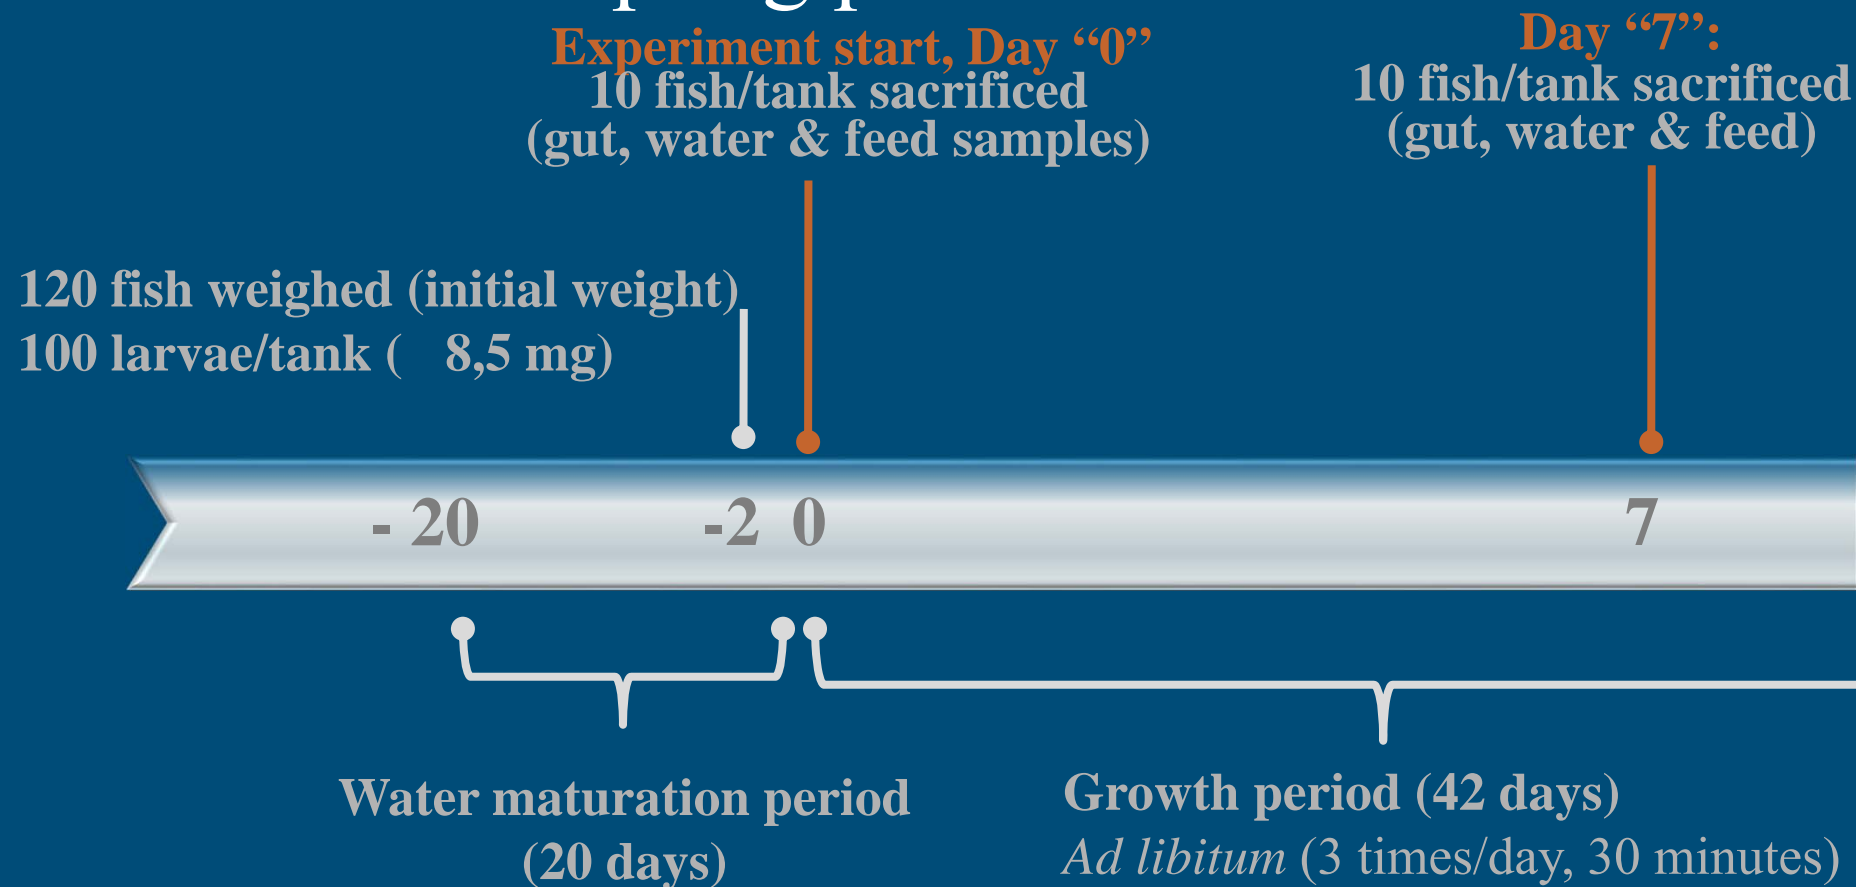 Experiment start, Day “0”
10 fish/tank sacrificed
(gut, water & feed samples)
Day “7”:
10 fish/tank sacrificed
(gut, water & feed)
120 fish weighed (initial weight)
100 larvae/tank ( 8,5 mg)
- 20 -2 0 7
Water maturation period
(20 days)
Growth period (42 days)
Ad libitum (3 times/day, 30 minutes)